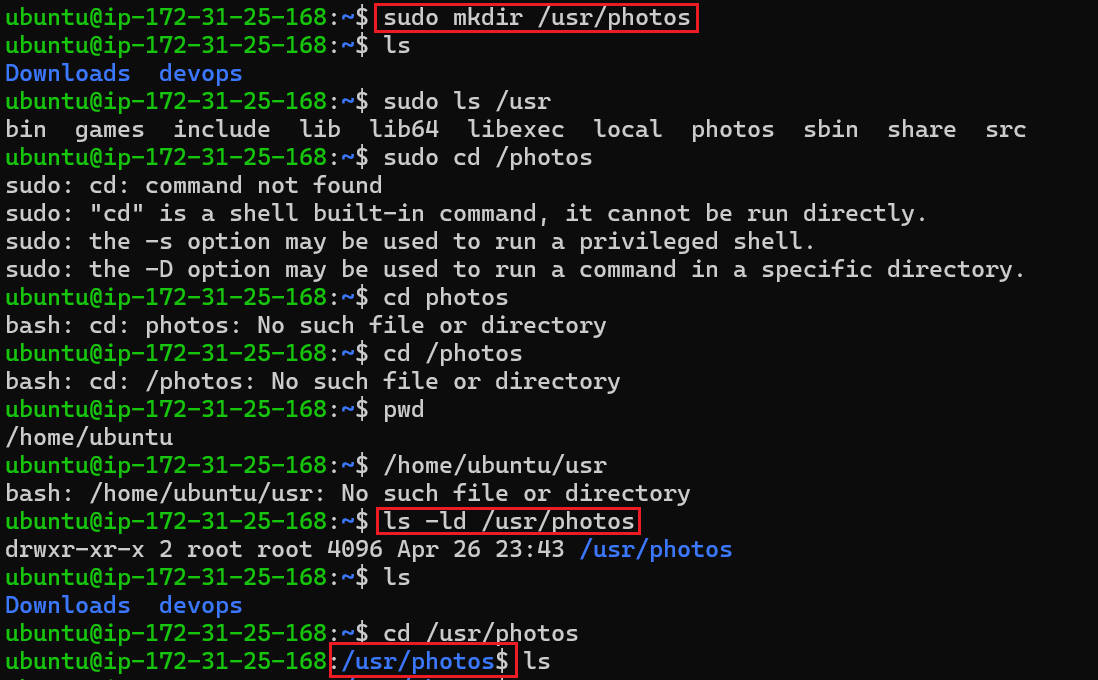 ubuntu@ip-172-31-25-168:~$ sudo mkdir /usr/photos
ubuntu@ip-172-31-25-168:~$ ls
Downloads  devops
ubuntu@ip-172-31-25-168:~$ sudo ls /usr
bin  games  include  lib  lib64  libexec  local  photos  sbin  share  src
ubuntu@ip-172-31-25-168:~$ sudo cd /photos
sudo: cd: command not found
sudo: "cd" is a shell built-in command, it cannot be run directly.
sudo: the -s option may be used to run a privileged shell.
sudo: the -D option may be used to run a command in a specific directory.
ubuntu@ip-172-31-25-168:~$ cd photos
bash: cd: photos: No such file or directory
ubuntu@ip-172-31-25-168:~$ cd /photos
bash: cd: /photos: No such file or directory
ubuntu@ip-172-31-25-168:~$ pwd
/home/ubuntu
ubuntu@ip-172-31-25-168:~$ /home/ubuntu/usr
bash: /home/ubuntu/usr: No such file or directory
ubuntu@ip-172-31-25-168:~$ ls -ld /usr/photos
drwxr-xr-x 2 root root 4096 Apr 26 23:43 /usr/photos
ubuntu@ip-172-31-25-168:~$ ls
Downloads  devops
ubuntu@ip-172-31-25-168:~$ cd /usr/photos
ubuntu@ip-172-31-25-168:/usr/photos$ ls